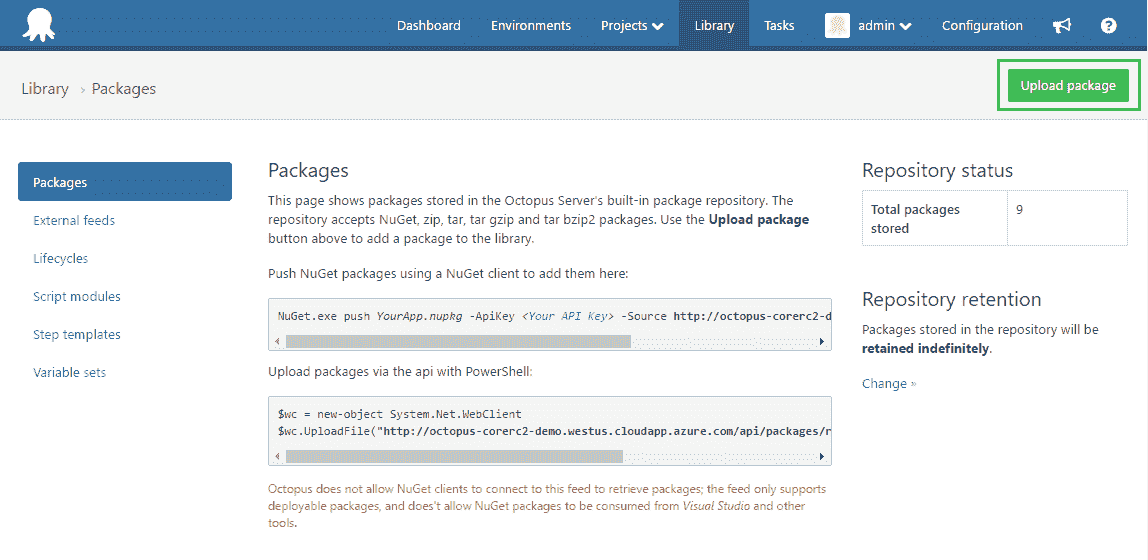 Dashboard Environments Projects Library Tasks admin Configuration
Library › Packages
Upload package
Packages
External feeds
Lifecycles
Script modules
Step templates
Variable sets
Packages
This page shows packages stored in the Octopus Server's built-in package repository. The
repository accepts NuGet, zip, tar, tar gzip and tar bzip2 packages. Use the Upload package
button above to add a package to the library.
Push NuGet packages using a NuGet client to add them here:
NuGet.exe push YourApp.nupkg -ApiKey <Your API Key> -Source http://octopus-corerc2-d
Upload packages via the api with PowerShell:
$wc = new-object System.Net.WebClient
$wc.UploadFile("http://octopus-corerc2-demo.westus.cloudapp.azure.com/api/packages/r
Octopus does not allow NuGet clients to connect to this feed to retrieve packages; the feed only supports
deployable packages, and does't allow NuGet packages to be consumed from Visual Studio and other
tools.
Repository status
Total packages
stored
9
Repository retention
Packages stored in the repository will be
retained indefinitely.
Change »